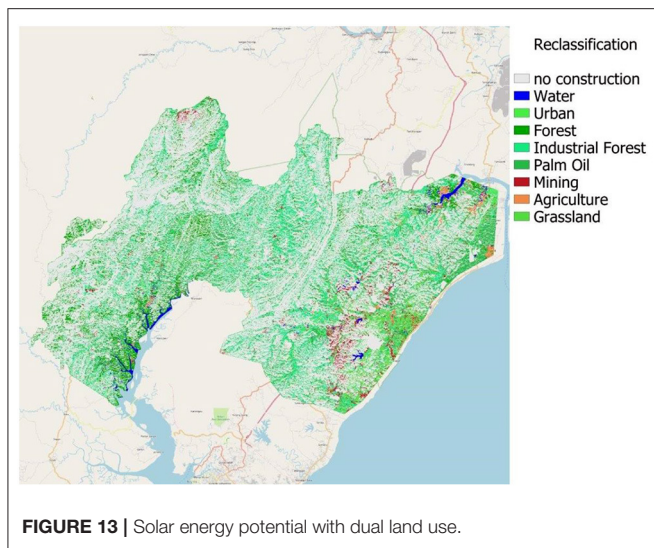 Reclassification
no construction
Water
Urban
Forest
Industrial Forest
Palm Oil
Mining
Agriculture
Grassland
FIGURE 13 | Solar energy potential with dual land use.